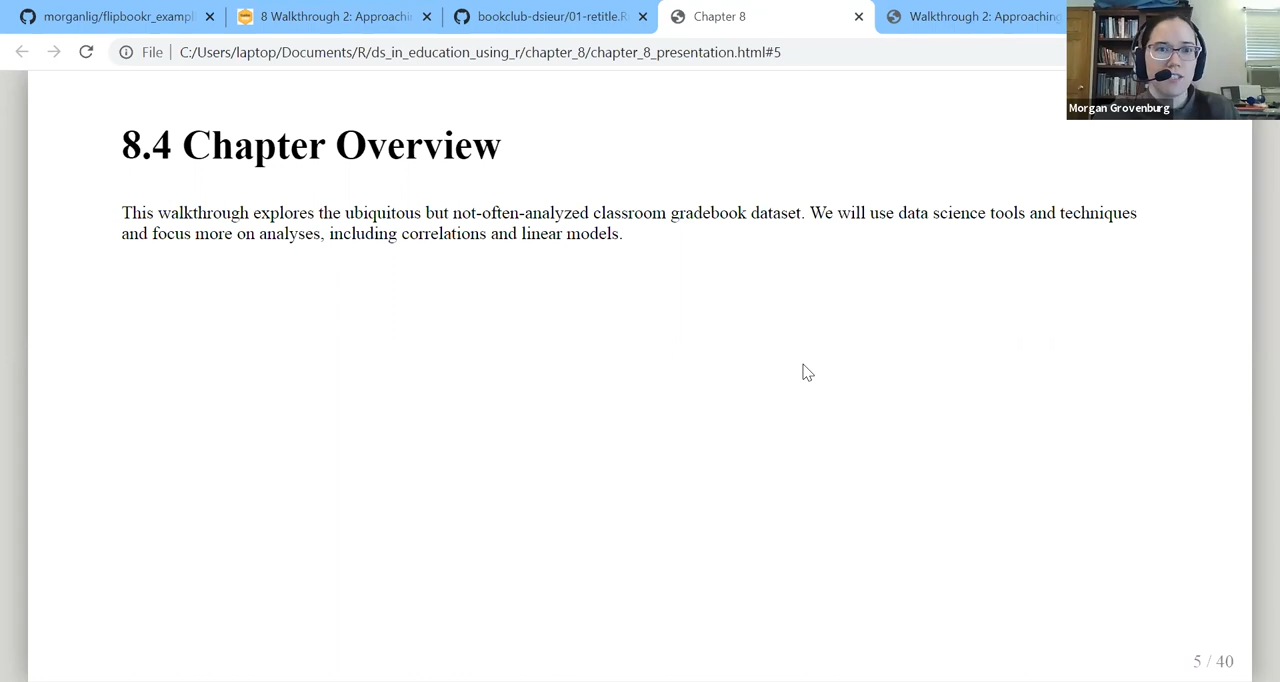 morganlig/flipbookr_exampl
8 Walkthrough 2: Approachi
bookclub-dsieur/01-retitle.R
Chapter 8
Walkthrough 2: Approaching
File
C:/Users/laptop/Documents/R/ds_in_education_using_r/chapter_8/chapter_8_presentation.html#5
Morgan Grovenburg
8.4 Chapter Overview
This walkthrough explores the ubiquitous but not-often-analyzed classroom gradebook dataset. We will use data science tools and techniques
and focus more on analyses, including correlations and linear models.
5 / 40